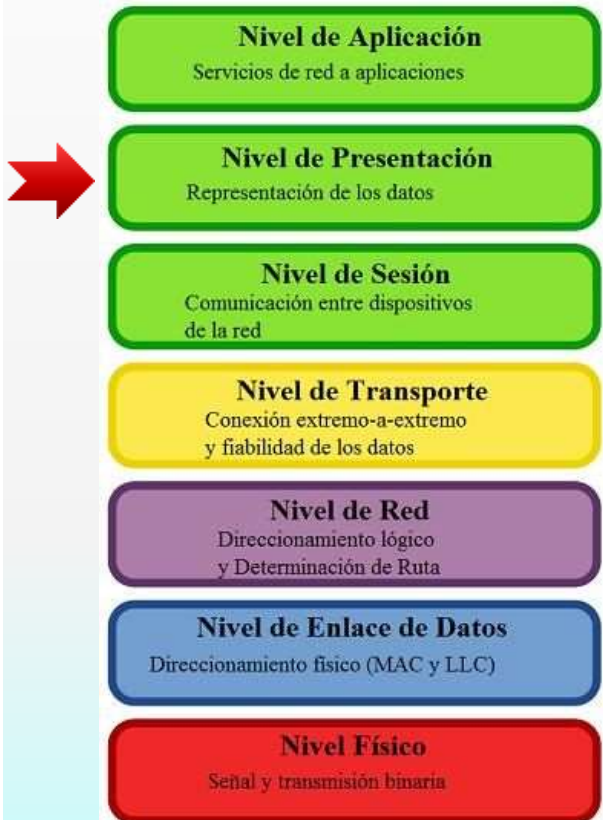 Nivel de Aplicación
Servicios de red a aplicaciones
Nivel de Presentación
Representación de los datos
Nivel de Sesión
Comunicación entre dispositivos
de la red
Nivel de Transporte
Conexión extremo-a-extremo
y fiabilidad de los datos
Nivel de Red
Direccionamiento lógico
y Determinación de Ruta
Nivel de Enlace de Datos
Direccionamiento físico (MAC y LLC)
Nivel Físico
Señal y transmisión binaria